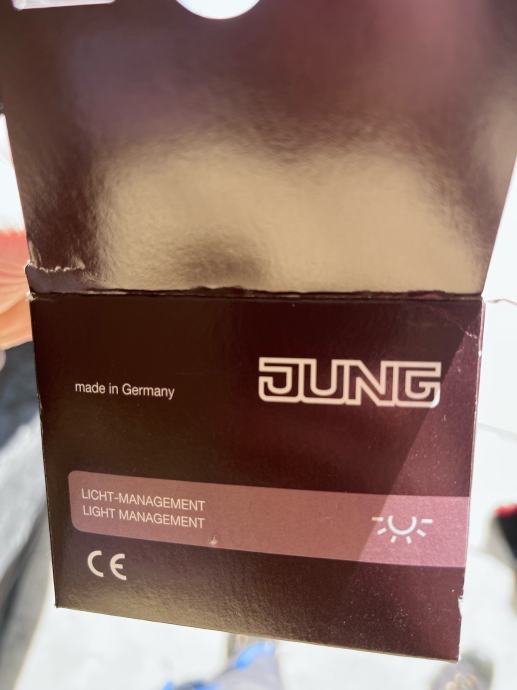 made in Germany
JUNG
LICHT-MANAGEMENT
LIGHT MANAGEMENT
CE